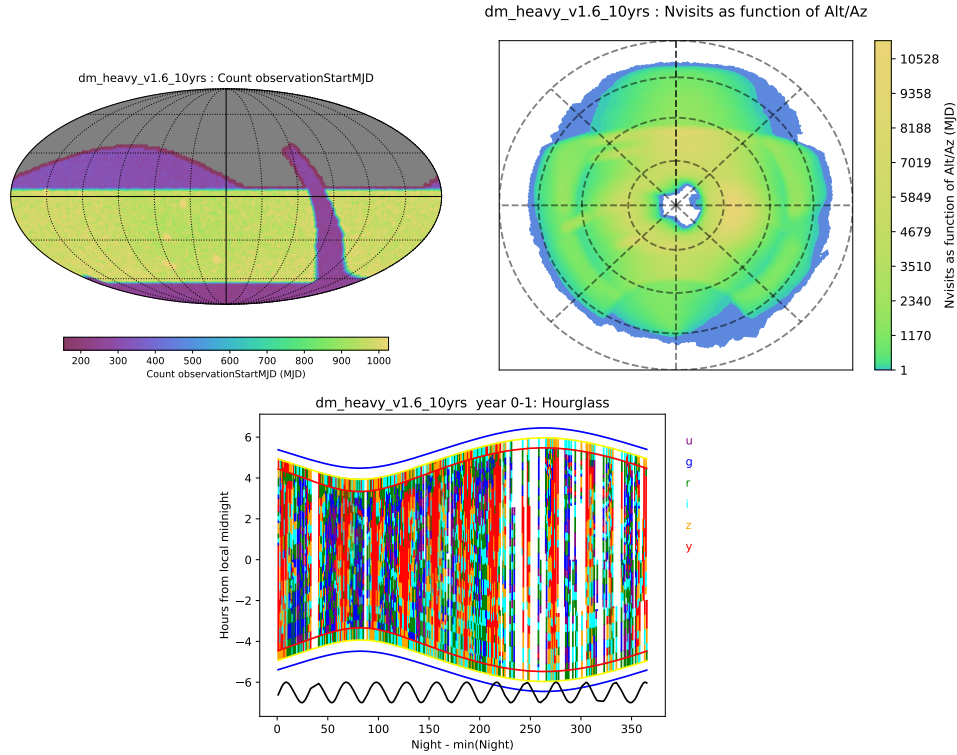 dm_heavy_v1.6_10yrs : Nvisits as function of Alt/Az
dm_heavy_v1.6_10yrs : Count observationStartMJD
200 300 400 500 600 700 800 900 1000
Count observationStartMJD (MJD)
10528
9358
8188
7019
5849
4679
3510
2340
1170
1
Nvisits as function of Alt/Az (MJD)
dm_heavy_v1.6_10yrs year 0-1: Hourglass
6
4
2
0
−2
−4
−6
Hours from local midnight
0 50 100 150 200 250 300 350
Night - min(Night)
u
g
r
i
z
y